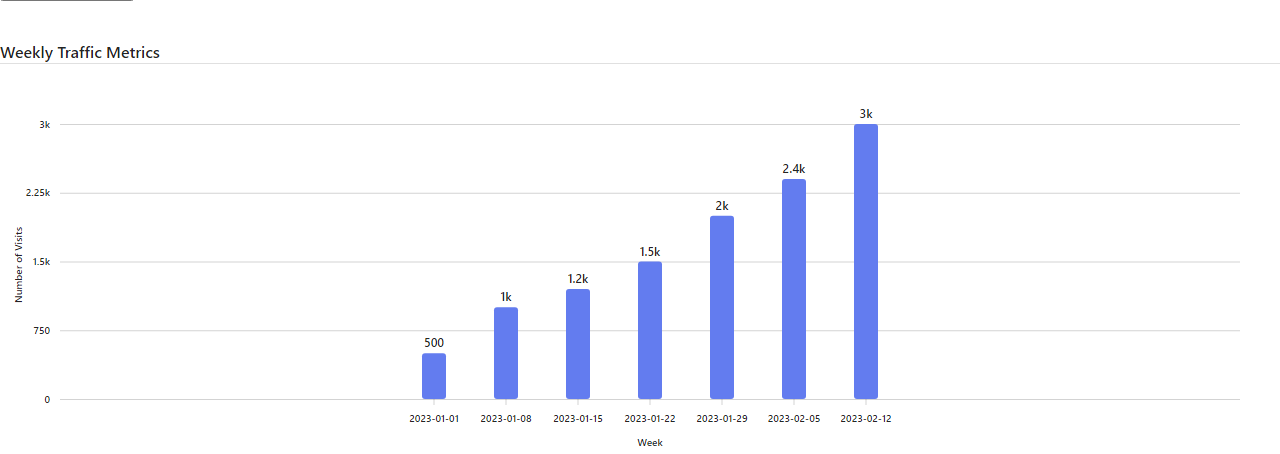 Weekly Traffic Metrics
Number of Visits
3k
2.25k
1.5k
750
0
500
1k
1.2k
1.5k
2k
2.4k
3k
2023-01-01 2023-01-08 2023-01-15 2023-01-22 2023-01-29 2023-02-05 2023-02-12
Week